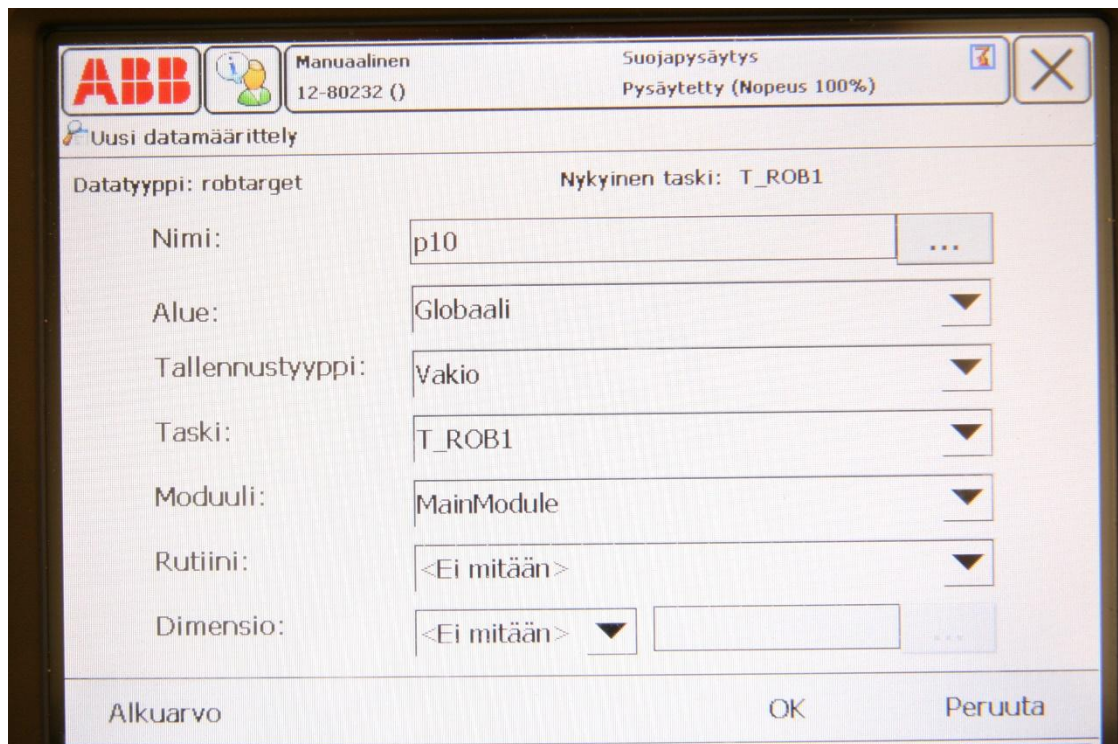 ABB
Manuaalinen
12-80232 ()
Suojapysäytys
Pysäytetty (Nopeus 100%)
Uusi datamäärittely
Datatyyppi: robtarget
Nykyinen taski: T_ROB1
Nimi: p10 ...
Alue: Globaali
Tallennustyyppi: Vakio
Taski: T_ROB1
Moduuli: MainModule
Rutiini: <Ei mitään>
Dimensio: <Ei mitään> ...
Alkuarvo OK Peruuta